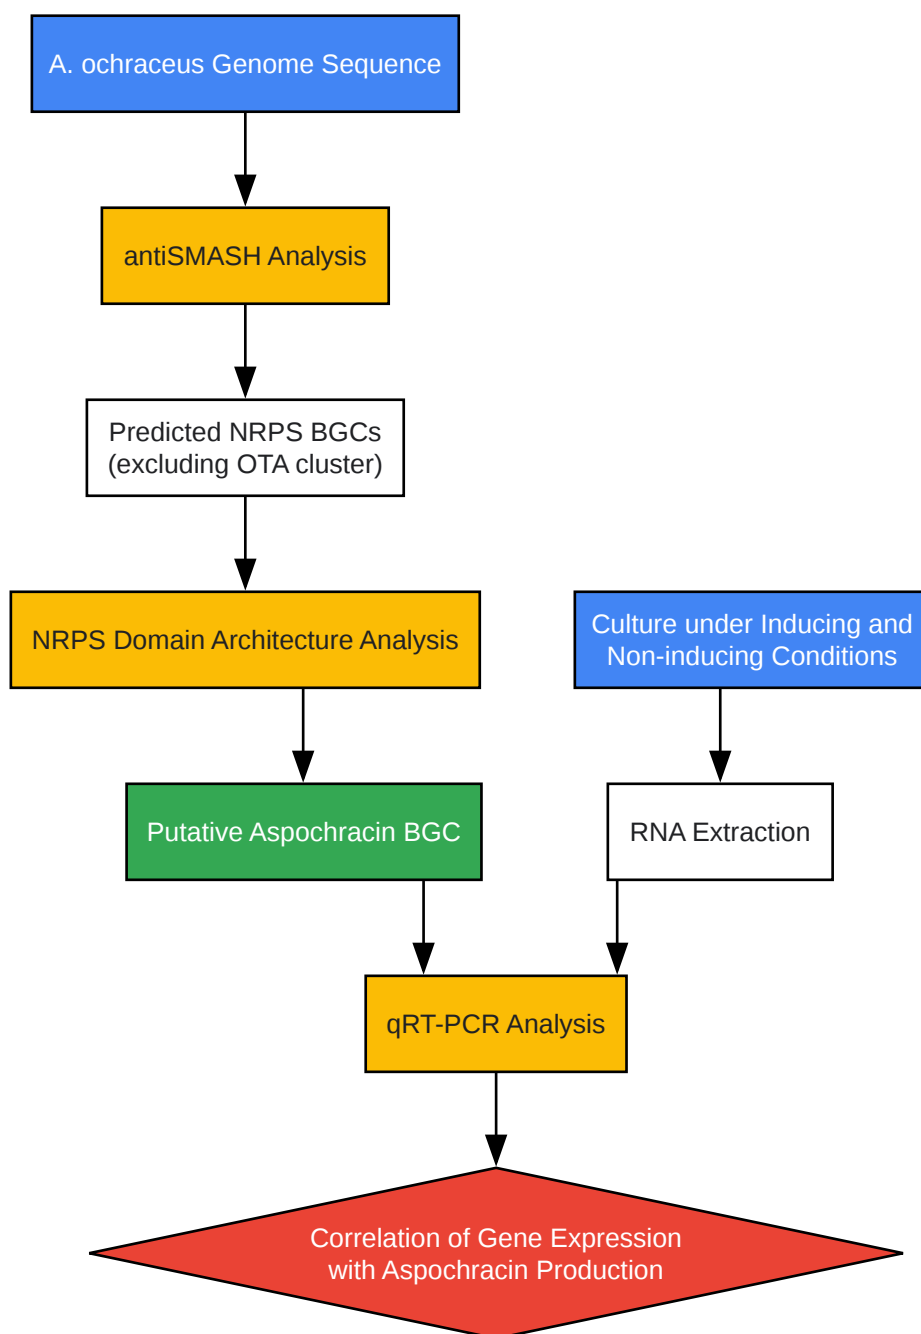 A. ochraceus Genome Sequence
antiSMASH Analysis
Predicted NRPS BGCs
(excluding OTA cluster)
NRPS Domain Architecture Analysis
Culture under Inducing and
Non-inducing Conditions
Putative Aspochracin BGC
RNA Extraction
qRT-PCR Analysis
Correlation of Gene Expression
with Aspochracin Production